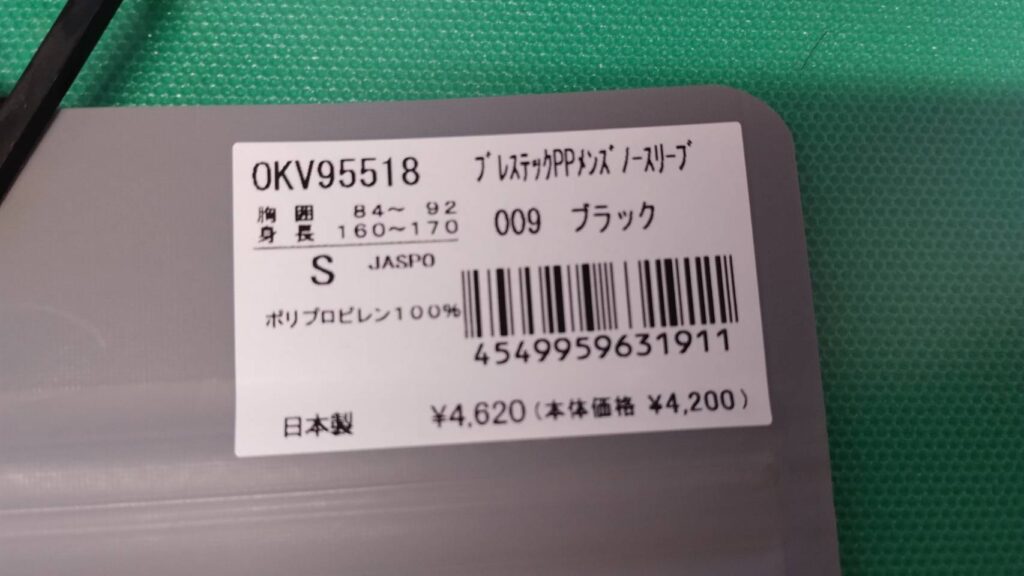 OKV95518 ブレステックPPメンズノースリーブ
胸囲 84～92
身長 160～170
009 ブラック
S JASPO
ポリプロピレン100%
4549959631911
日本製 ¥4,620(本体価格 ¥4,200)